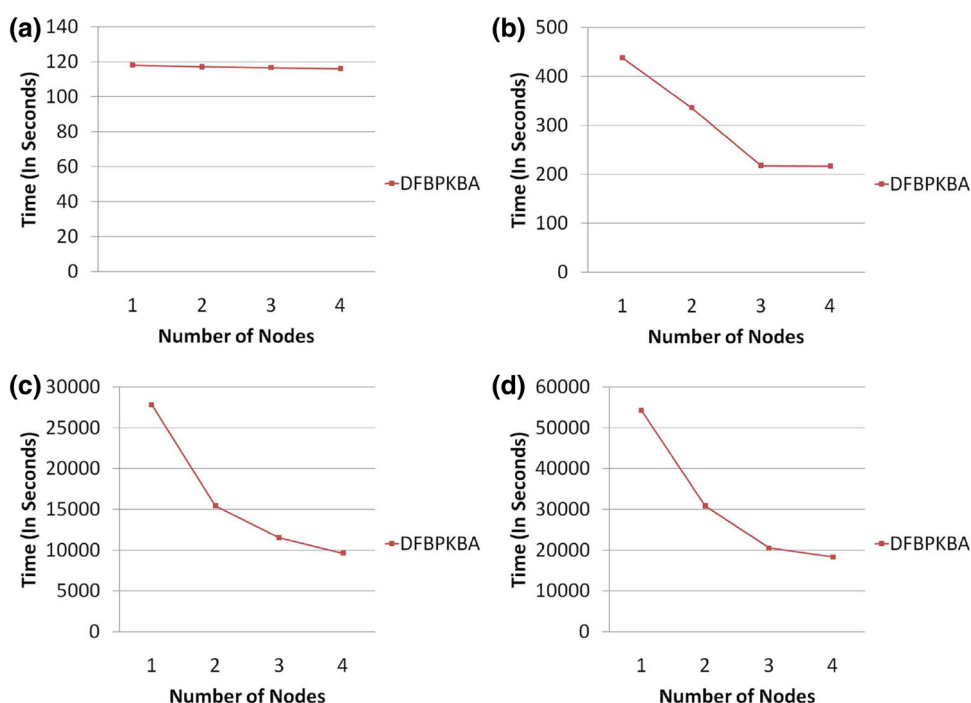 (a)
140
120
100
80
60
40
20
0
Time (In Seconds)
1 2 3 4
Number of Nodes
DFBPKBA
(b)
500
400
300
200
100
0
Time (In Seconds)
1 2 3 4
Number of Nodes
DFBPKBA
(c)
30000
25000
20000
15000
10000
5000
0
Time (In Seconds)
1 2 3 4
Number of Nodes
DFBPKBA
(d)
60000
50000
40000
30000
20000
10000
0
Time (In Seconds)
1 2 3 4
Number of Nodes
DFBPKBA